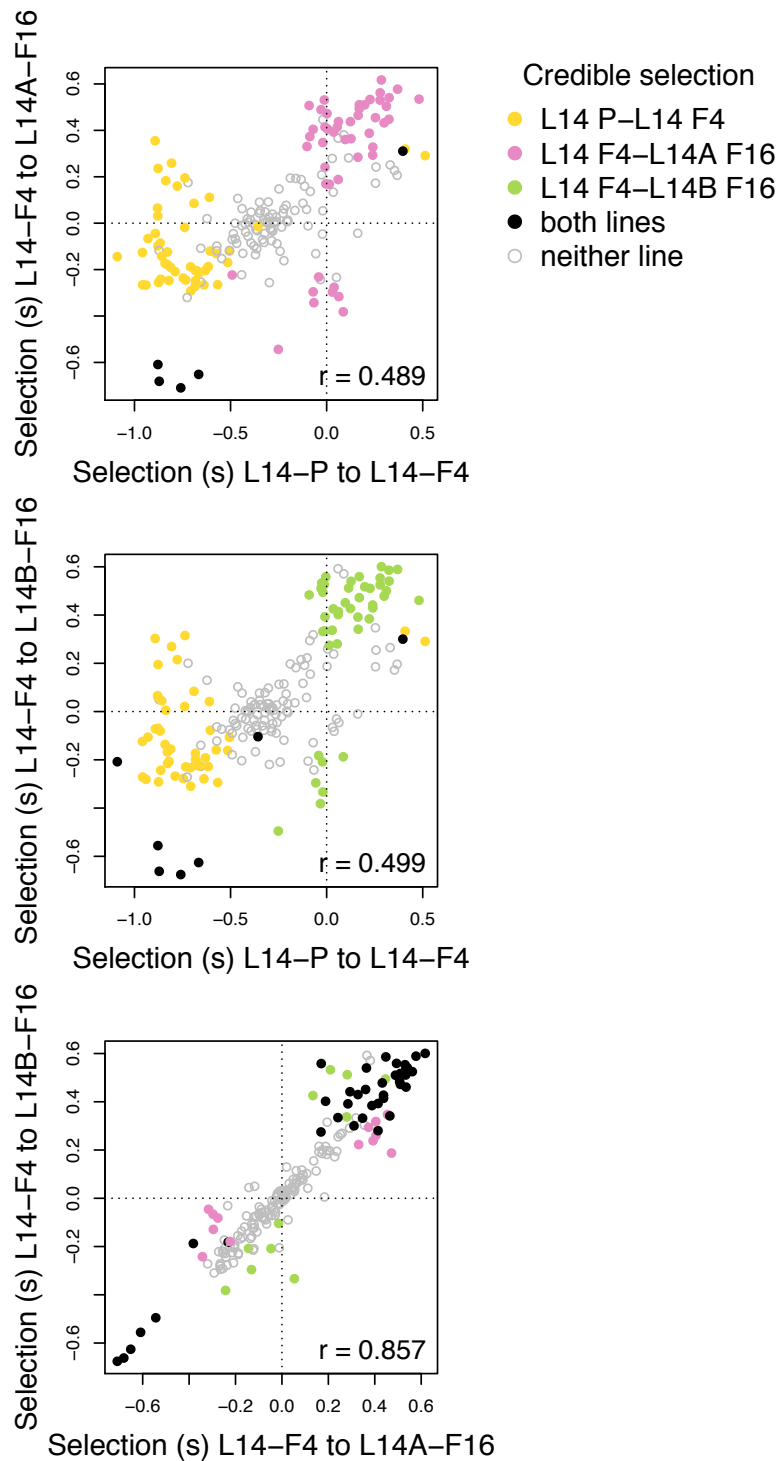 Selection (s) L14−F4 to L14A−F16
0.6
0.4
0.2
0.0
−0.2
−0.6
r = 0.489
−1.0 −0.5 0.0 0.5
Selection (s) L14−P to L14−F4
Credible selection
L14 P−L14 F4
L14 F4−L14A F16
L14 F4−L14B F16
both lines
neither line
Selection (s) L14−F4 to L14B−F16
0.6
0.4
0.2
0.0
−0.2
−0.6
r = 0.499
−1.0 −0.5 0.0 0.5
Selection (s) L14−P to L14−F4
Selection (s) L14−F4 to L14B−F16
0.6
0.4
0.2
0.0
−0.2
−0.6
r = 0.857
−0.6 −0.2 0.0 0.2 0.4 0.6
Selection (s) L14−F4 to L14A−F16